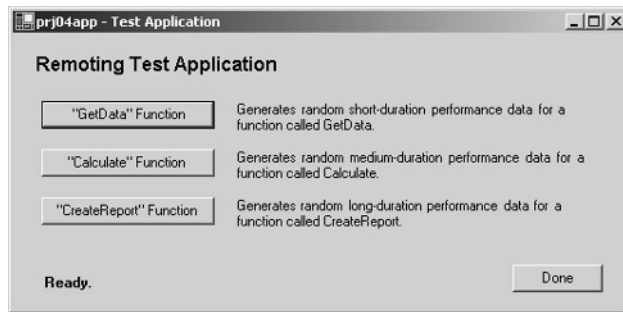 prj04app - Test Application
Remoting Test Application
"GetData" Function
Generates random short-duration performance data for a
function called GetData.
"Calculate" Function
Generates random medium-duration performance data for a
function called Calculate.
"CreateReport" Function
Generates random long-duration performance data for a
function called CreateReport.
Ready.
Done